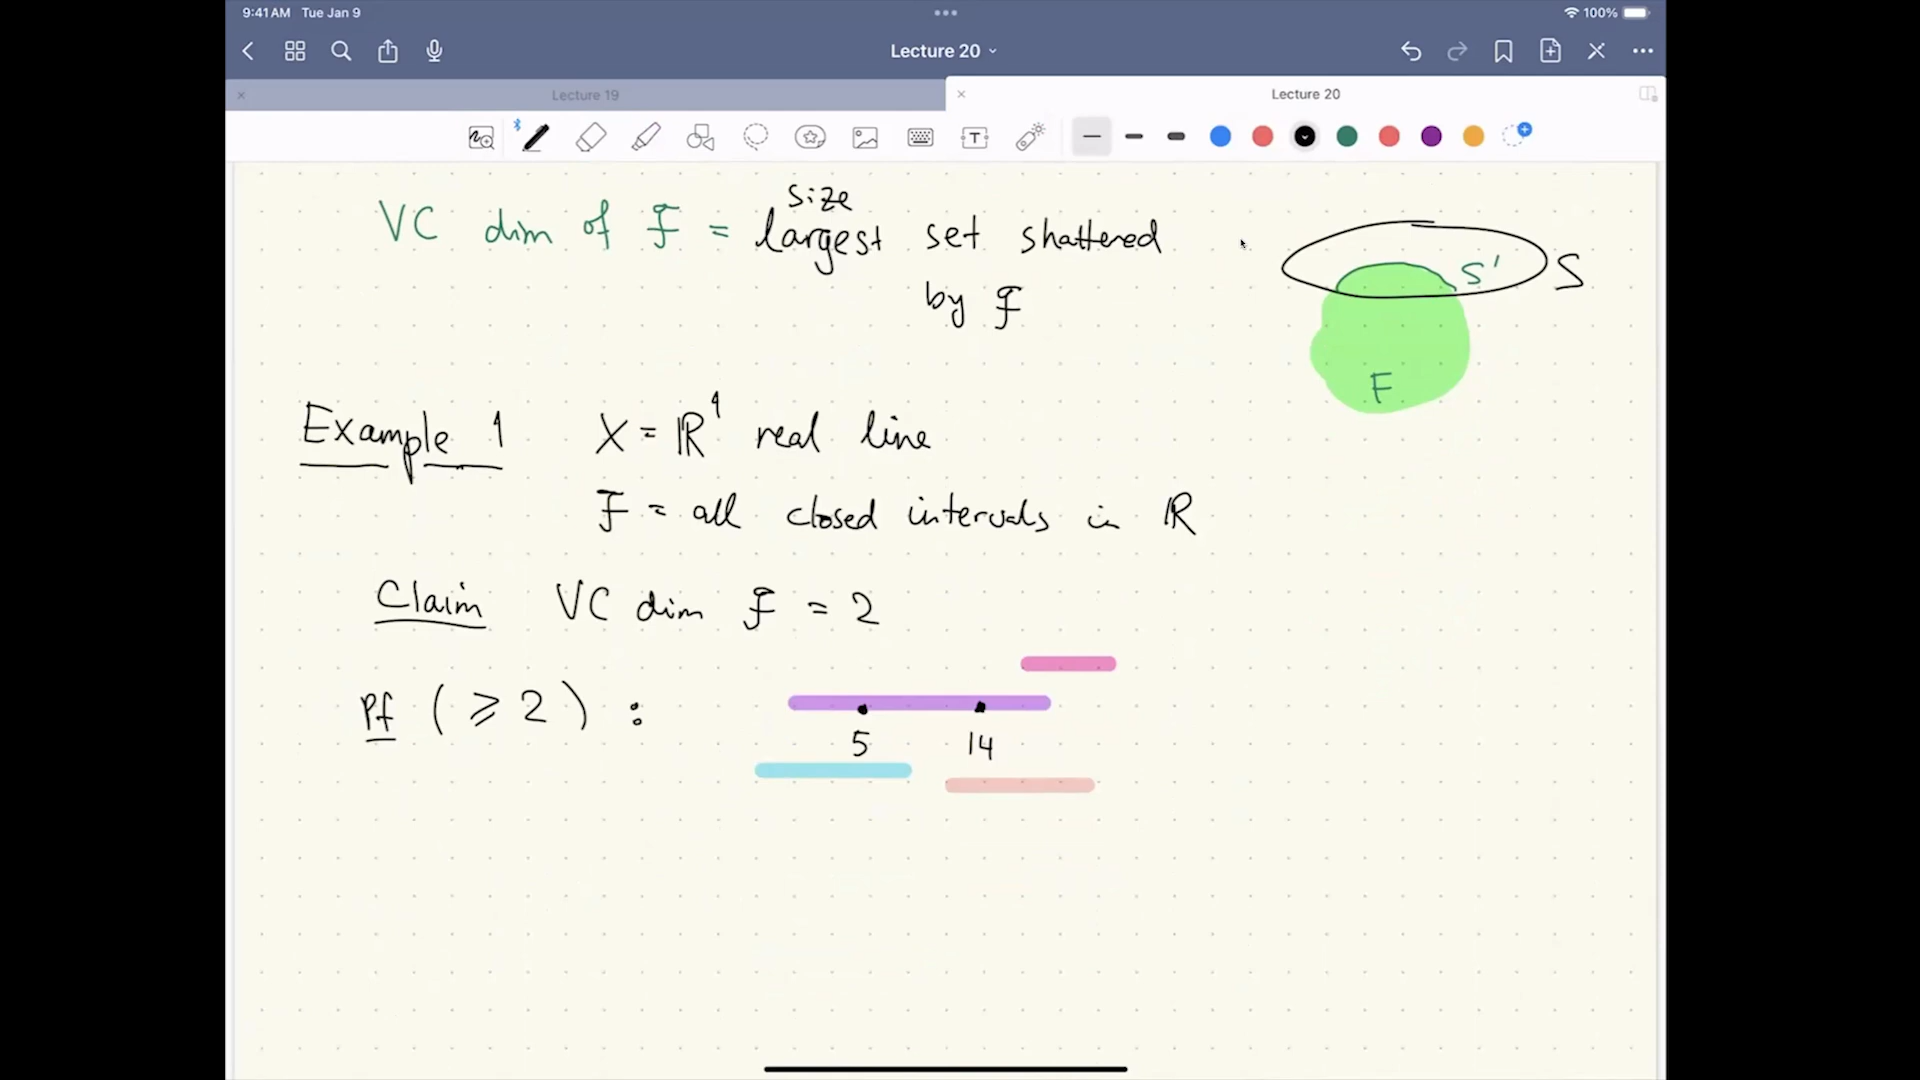 9:41 AM Tue Jan 9
100%
Lecture 20
Lecture 19
Lecture 20
T
size
VC dim of F = largest set shattered
by F
S'
S
F
Example 1 X = ℝ¹ real line
F = all closed intervals in ℝ
Claim VC dim F = 2
Pf (⩾ 2) :
5 14